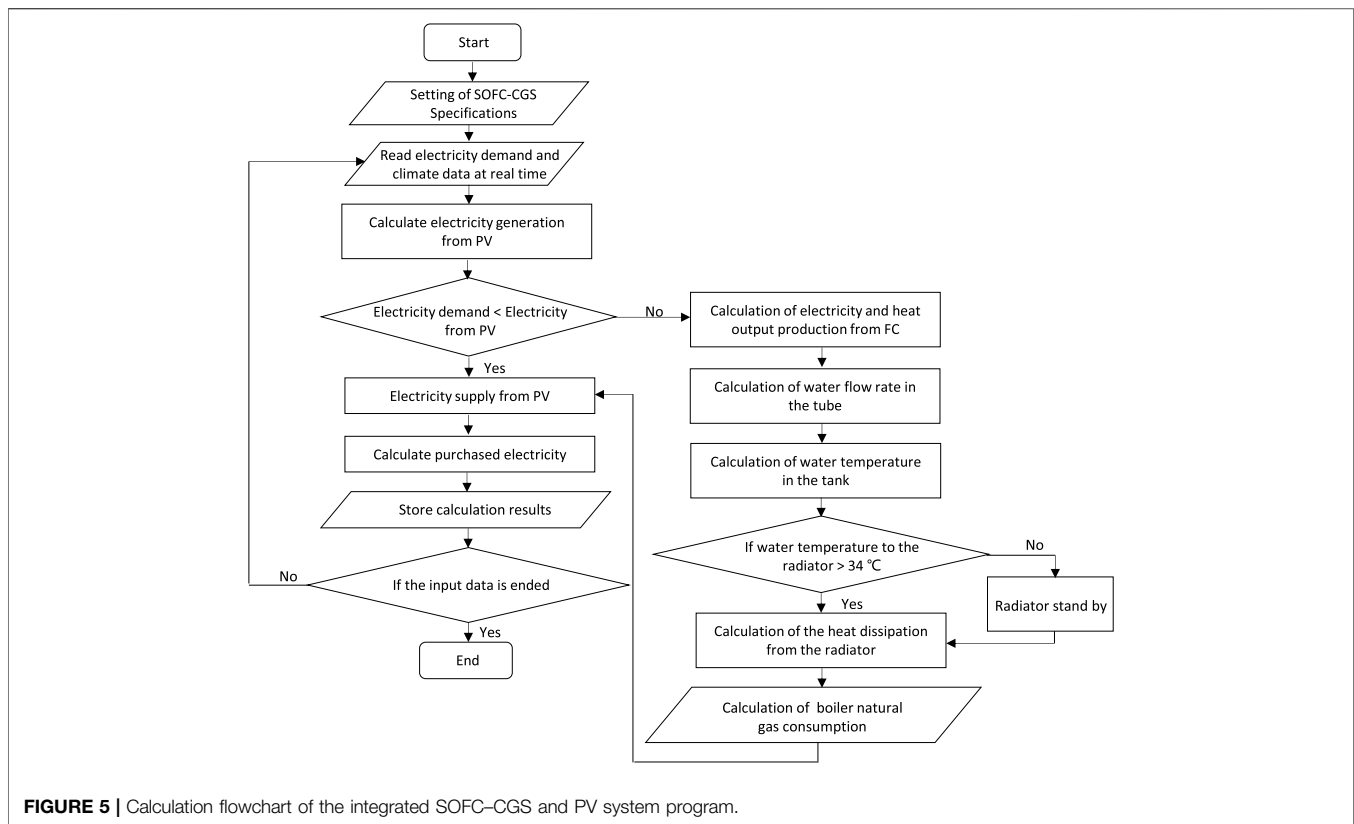 Start
Setting of SOFC-CGS
Specifications
Read electricity demand and
climate data at real time
Calculate electricity generation
from PV
Electricity demand < Electricity
from PV
No
Yes
Electricity supply from PV
Calculate purchased electricity
Store calculation results
If the input data is ended
No
Yes
End
Calculation of electricity and heat
output production from FC
Calculation of water flow rate in
the tube
Calculation of water temperature
in the tank
If water temperature to the
radiator > 34 ℃
No
Radiator stand by
Yes
Calculation of the heat dissipation
from the radiator
Calculation of  boiler natural
gas consumption
FIGURE 5 | Calculation flowchart of the integrated SOFC–CGS and PV system program.